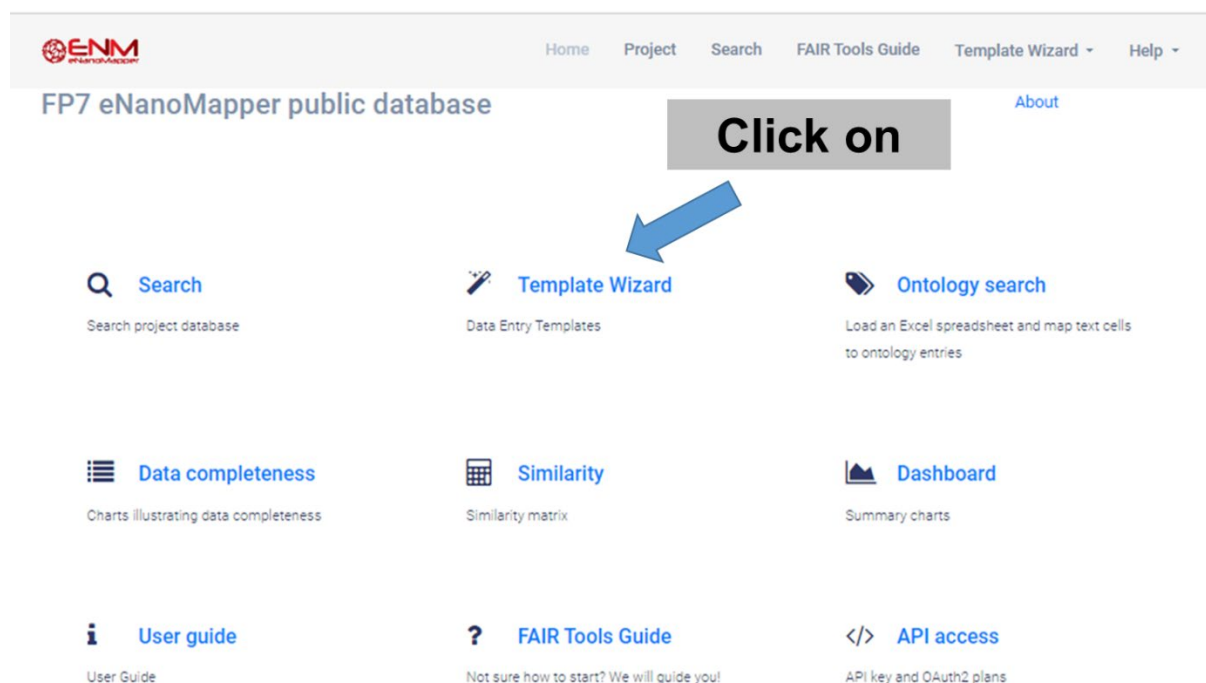 ENM
eNanoMapper
Home Project Search FAIR Tools Guide Template Wizard Help
FP7 eNanoMapper public database
About
Click on
Search
Template Wizard
Ontology search
Search project database
Data Entry Templates
Load an Excel spreadsheet and map text cells
to ontology entries
Data completeness
Similarity
Dashboard
Charts illustrating data completeness
Similarity matrix
Summary charts
User guide
FAIR Tools Guide
API access
User Guide
Not sure how to start? We will guide you!
API key and OAuth2 plans